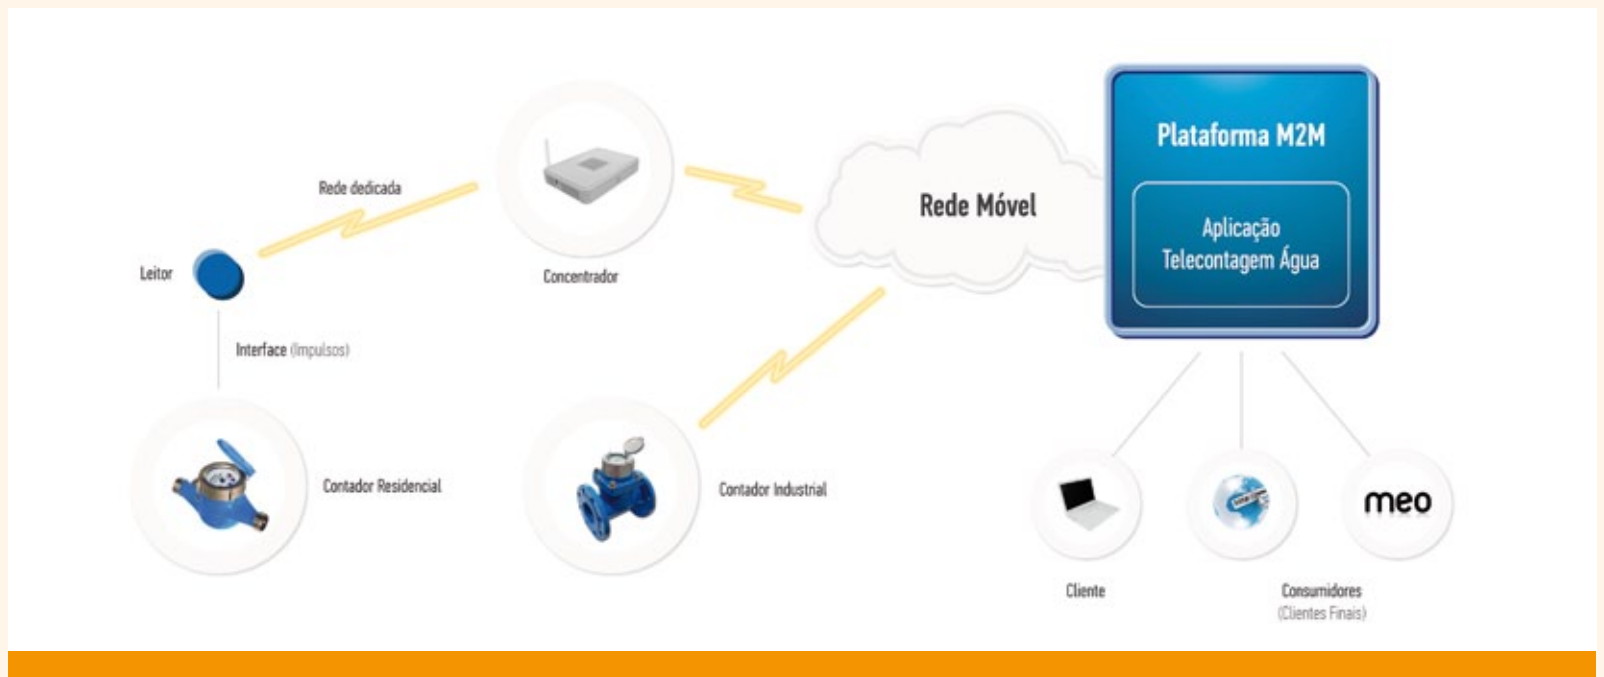 Plataforma M2M
Aplicação
Telecontagem Água
Rede Móvel
Rede dedicada
Leitor
Concentrador
Interface (Impulsos)
Contador Residencial
Contador Industrial
meo
Cliente
Consumidores
(Clientes Finais)